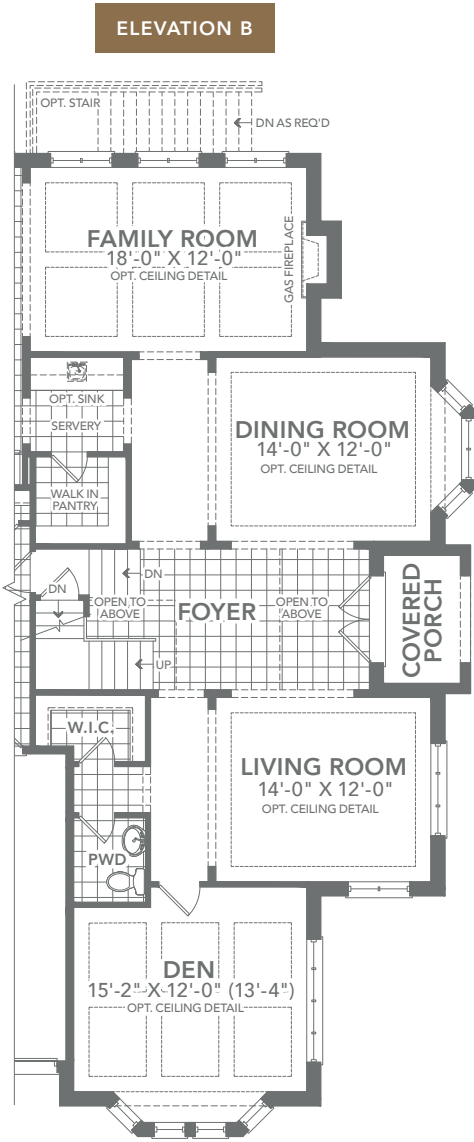 ELEVATION B
OPT. STAIR
DN AS REQ'D
FAMILY ROOM
18'-0" X 12'-0"
OPT. CEILING DETAIL
GAS FIREPLACE
OPT. SINK
SERVERY
DINING ROOM
14'-0" X 12'-0"
OPT. CEILING DETAIL
WALK IN
PANTRY
DN
DN
OPEN TO
ABOVE
FOYER
OPEN TO
ABOVE
COVERED
PORCH
UP
W.I.C.
LIVING ROOM
14'-0" X 12'-0"
OPT. CEILING DETAIL
PWD
DEN
15'-2" X 12'-0" (13'-4")
OPT. CEILING DETAIL